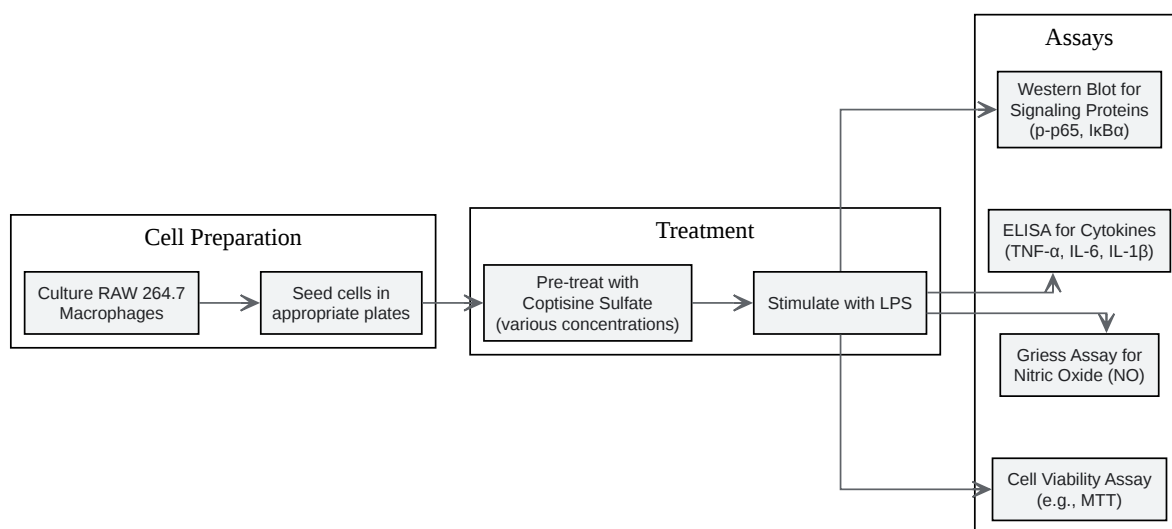 Cell Preparation
Culture RAW 264.7
Macrophages
Seed cells in
appropriate plates
Treatment
Pre-treat with
Coptisine Sulfate
(various concentrations)
Stimulate with LPS
Assays
Western Blot for
Signaling Proteins
(p-p65, IκBα)
ELISA for Cytokines
(TNF-α, IL-6, IL-1β)
Griess Assay for
Nitric Oxide (NO)
Cell Viability Assay
(e.g., MTT)